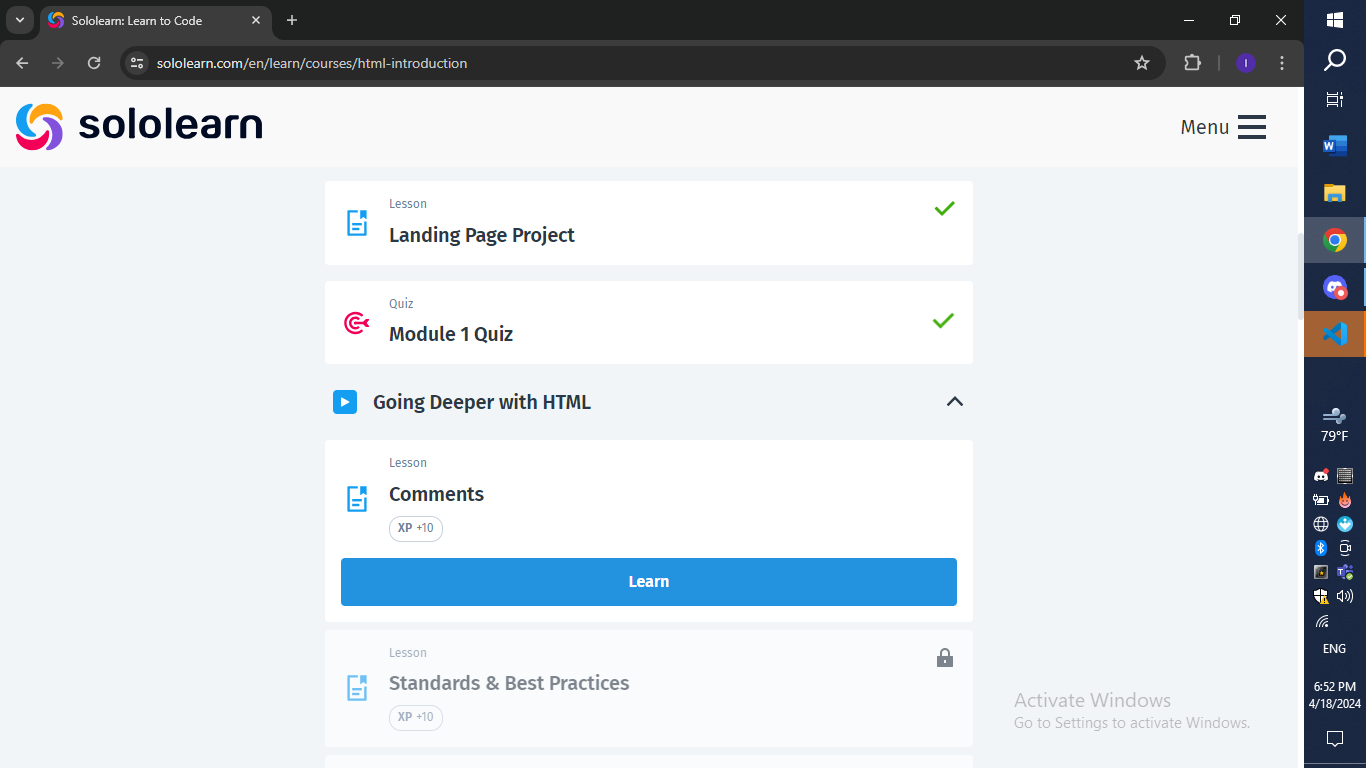 Sololearn: Learn to Code
sololearn.com/en/learn/courses/html-introduction
I
sololearn
Menu
Lesson
Landing Page Project
Quiz
Module 1 Quiz
Going Deeper with HTML
Lesson
Comments
XP +10
Learn
Lesson
Standards & Best Practices
XP +10
Activate Windows
Go to Settings to activate Windows.
W
79°F
ENG
6:52 PM
4/18/2024